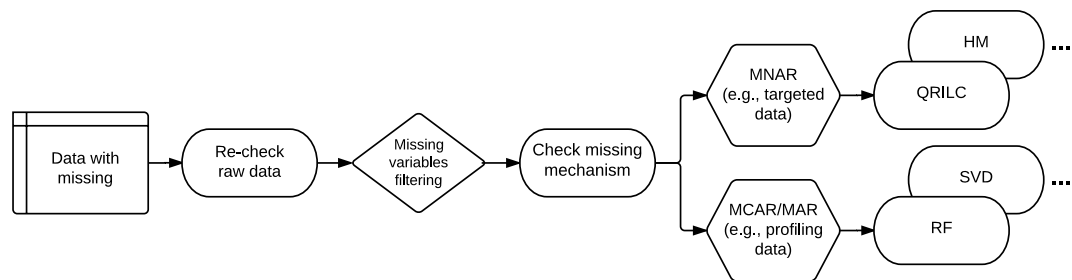 Data with
missing
Re-check
raw data
Missing
variables
filtering
Check missing
mechanism
MNAR
(e.g., targeted
data)
HM
...
QRILC
MCAR/MAR
(e.g., profiling
data)
SVD
...
RF